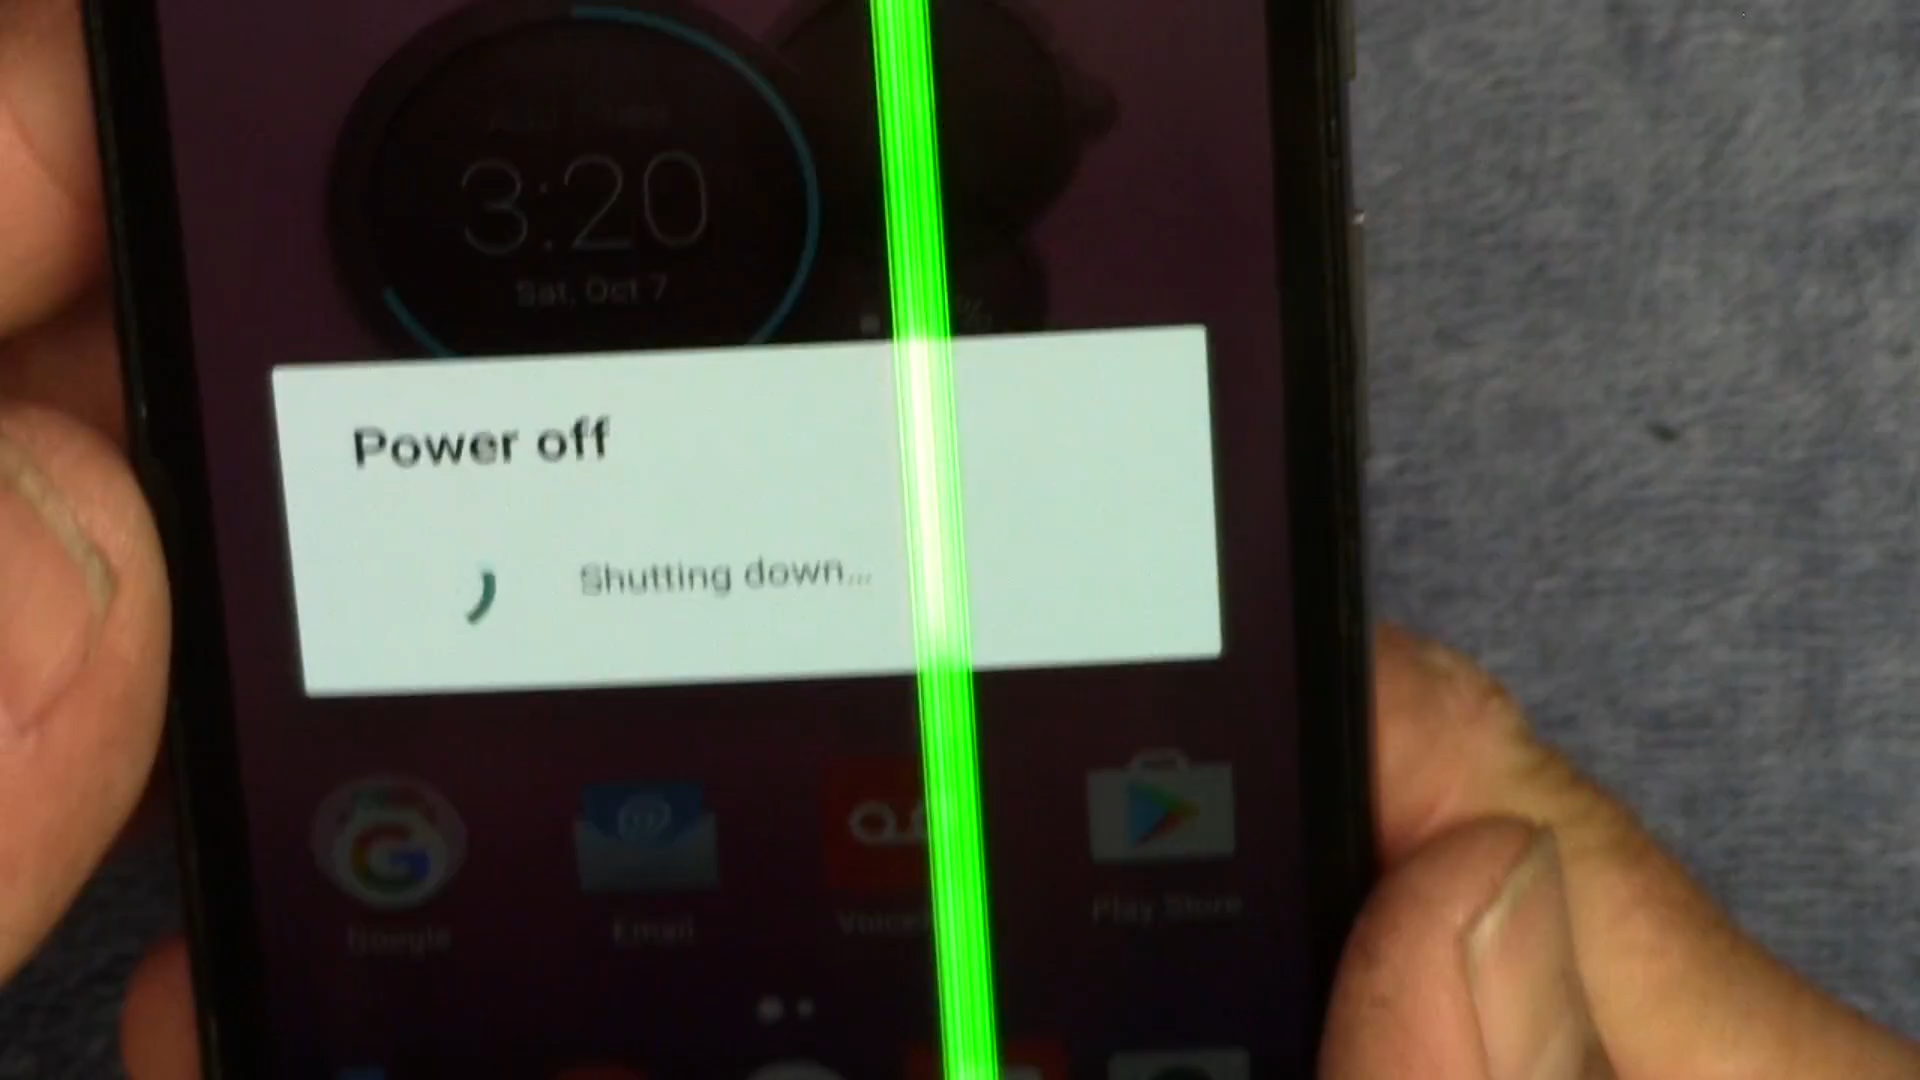 3:20
Sat, Oct 7
%
Power off
Shutting down...
Google
Email
Play Store